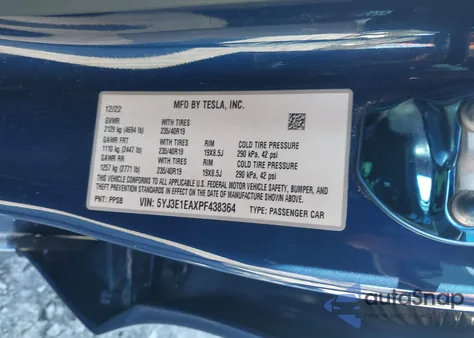 MFD BY TESLA, INC.
12/22
GVWR WITH TIRES
2129 kg (4694 lb) 235/40R19
GAWR FRT WITH TIRES RIM COLD TIRE PRESSURE
1110 kg (2447 lb) 235/40R19 19X8.5J 290 kPa, 42 psi
GAWR RR WITH TIRES RIM COLD TIRE PRESSURE
1257 kg (2771 lb) 235/40R19 19X8.5J 290 kPa, 42 psi
THIS VEHICLE CONFORMS TO ALL APPLICABLE U.S. FEDERAL MOTOR VEHICLE SAFETY, BUMPER, AND
THEFT PREVENTION STANDARDS IN EFFECT ON THE DATE OF MANUFACTURE SHOWN ABOVE.
PNT: PPSB VIN: 5YJ3E1EAXPF438364 TYPE: PASSENGER CAR
autoSnap